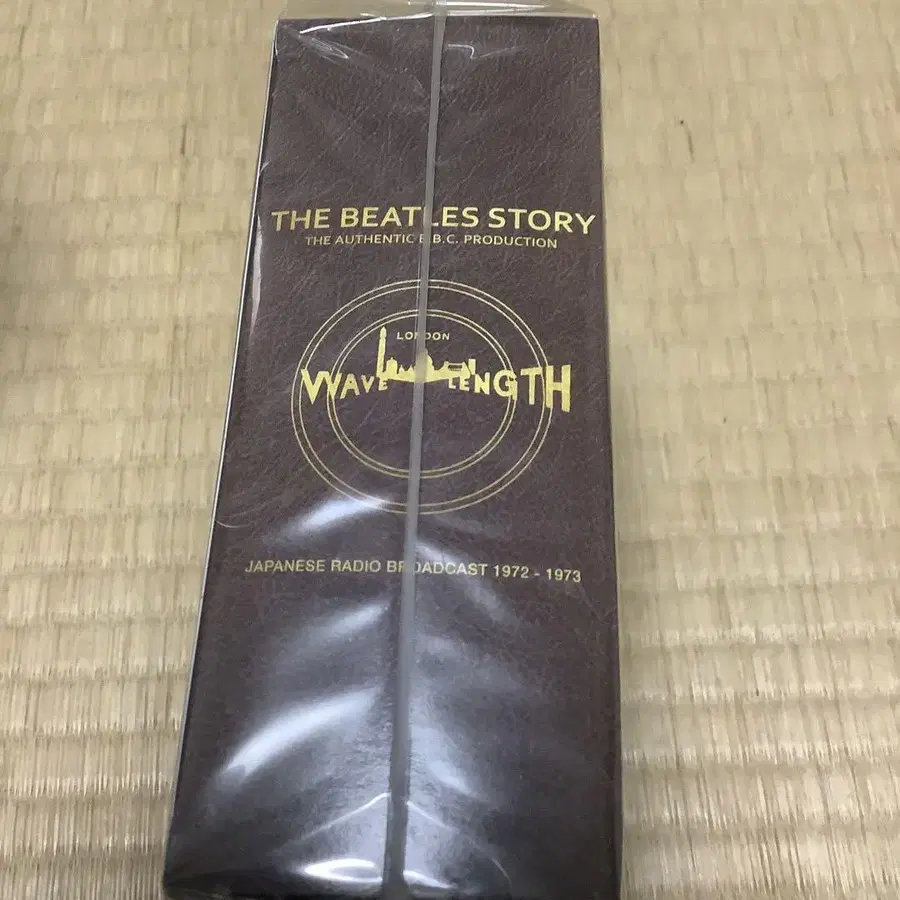 THE BEATLES STORY
THE AUTHENTIC B.B.C. PRODUCTION
LONDON
WAVE LENGTH
JAPANESE RADIO BROADCAST 1972 - 1973